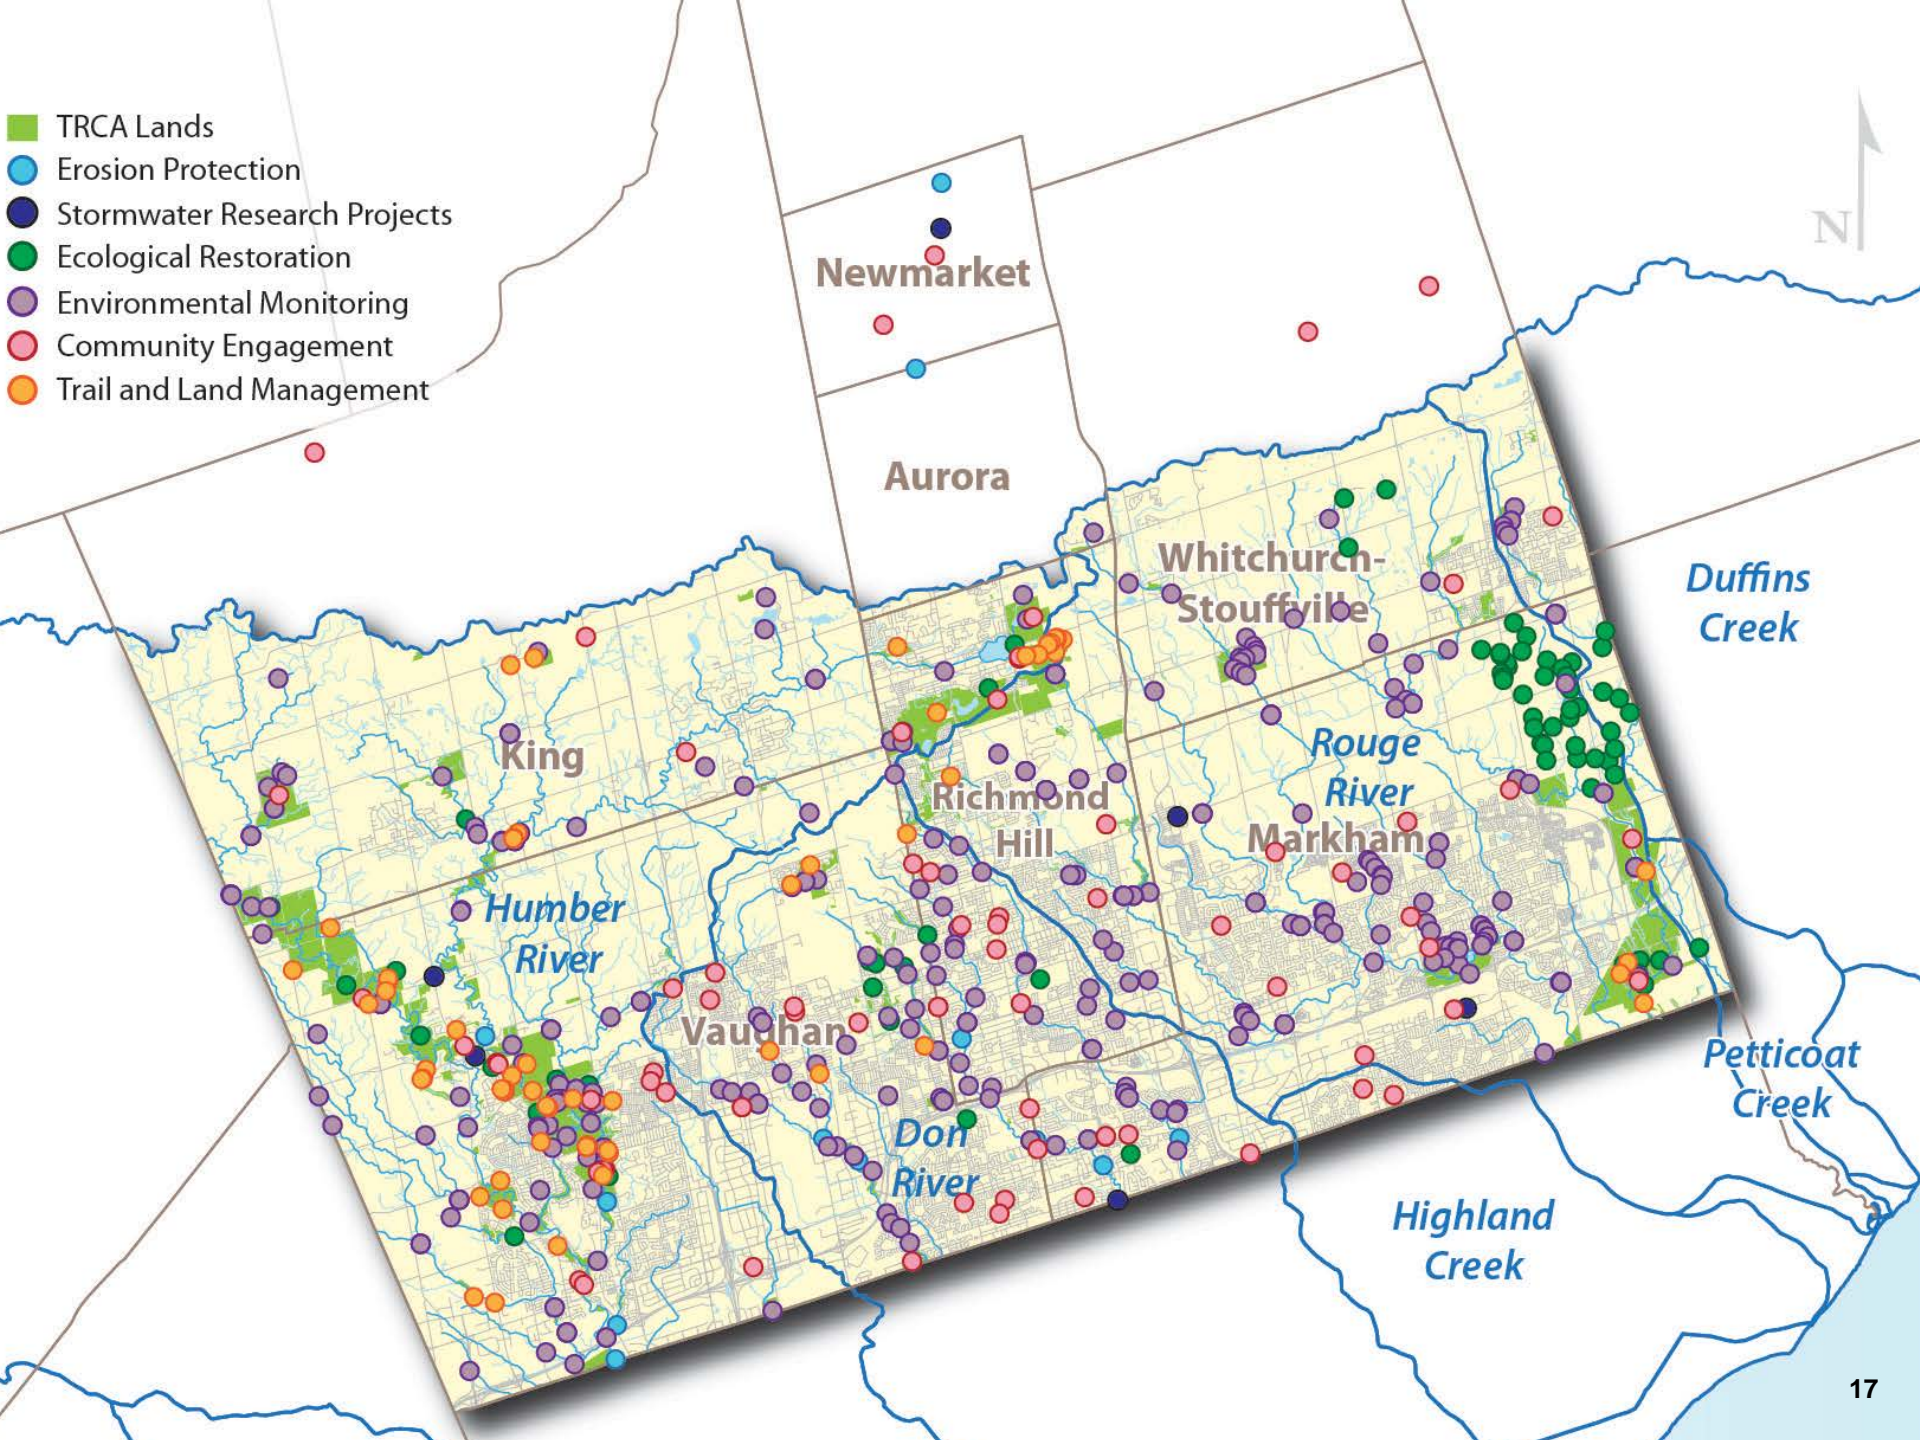 TRCA Lands
Erosion Protection
Stormwater Research Projects
Ecological Restoration
Environmental Monitoring
Community Engagement
Trail and Land Management
N
Newmarket
Aurora
Whitchurch-
Stouffville
Duffins
Creek
King
Richmond
Hill
Rouge
River
Markham
Humber
River
Vaughan
Don
River
Petticoat
Creek
Highland
Creek
17